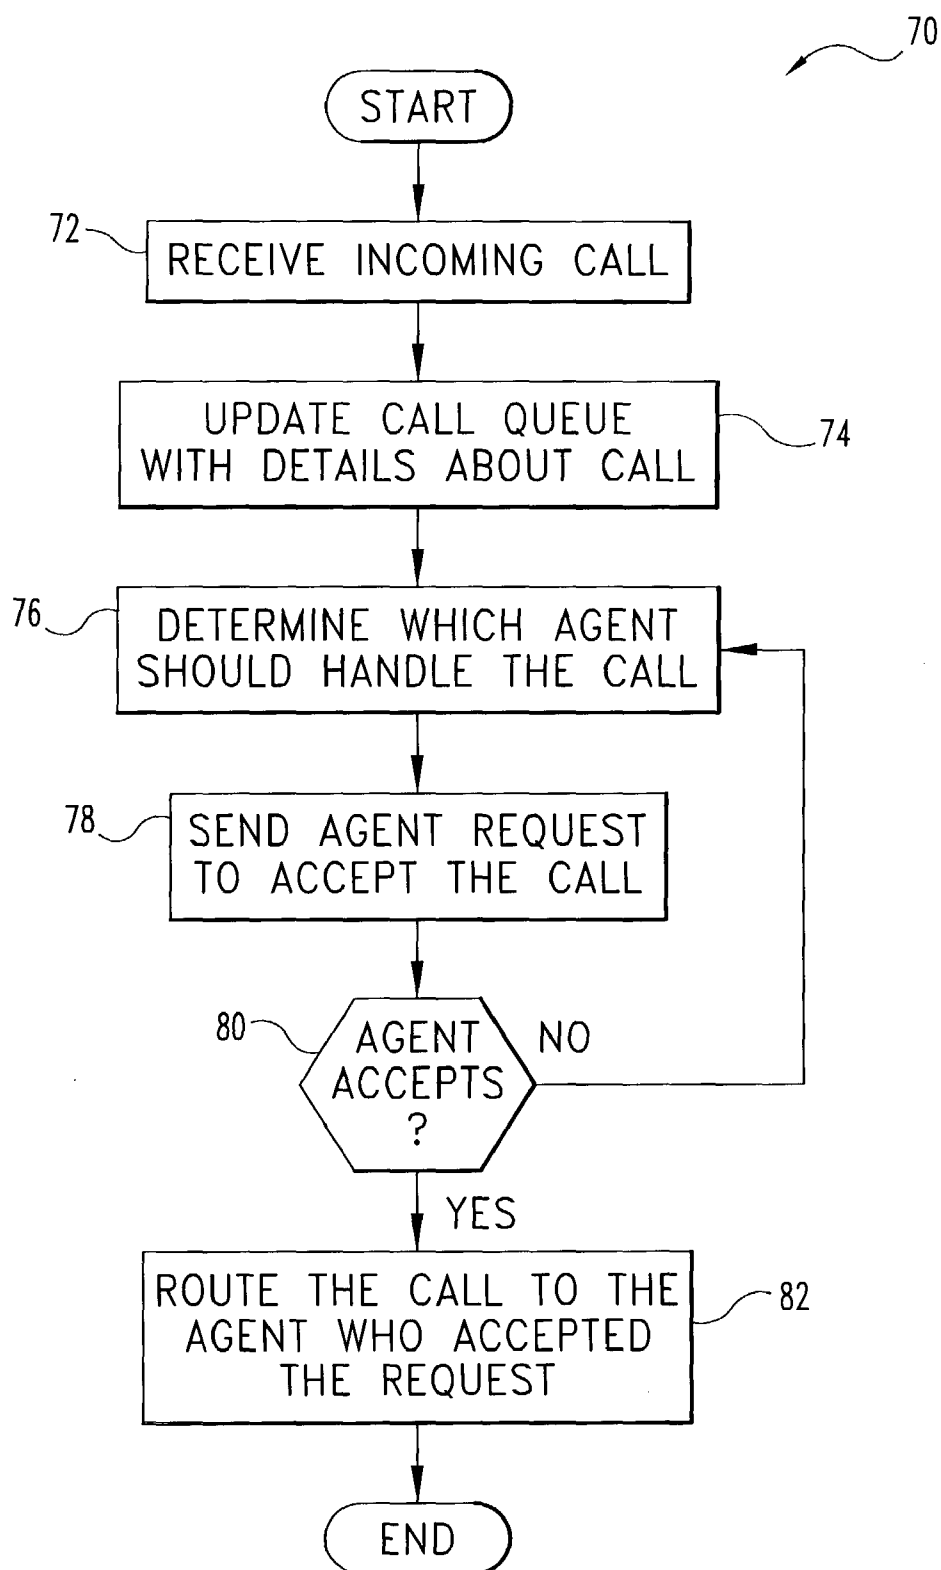 70
START
72
RECEIVE INCOMING CALL
UPDATE CALL QUEUE
WITH DETAILS ABOUT CALL
74
76
DETERMINE WHICH AGENT
SHOULD HANDLE THE CALL
78
SEND AGENT REQUEST
TO ACCEPT THE CALL
80
AGENT
ACCEPTS
?
NO
YES
ROUTE THE CALL TO THE
AGENT WHO ACCEPTED
THE REQUEST
82
END